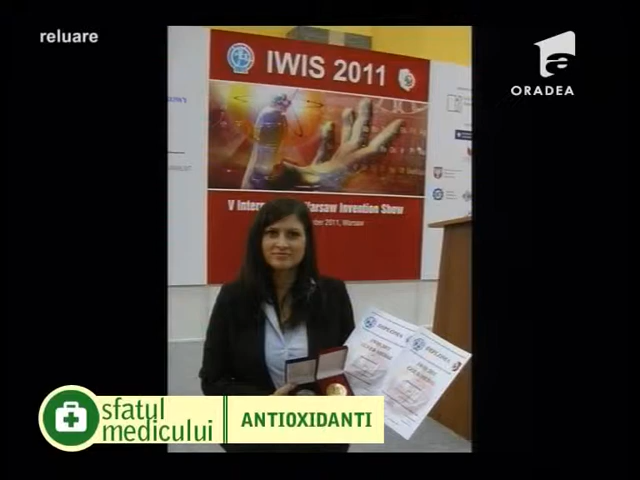 reluare
IWIS 2011
ORADEA
V International Warsaw Invention Show
2011, Warsaw
DIPLOMA
DIPLOMA
sfatul
medicului
ANTIOXIDANTI